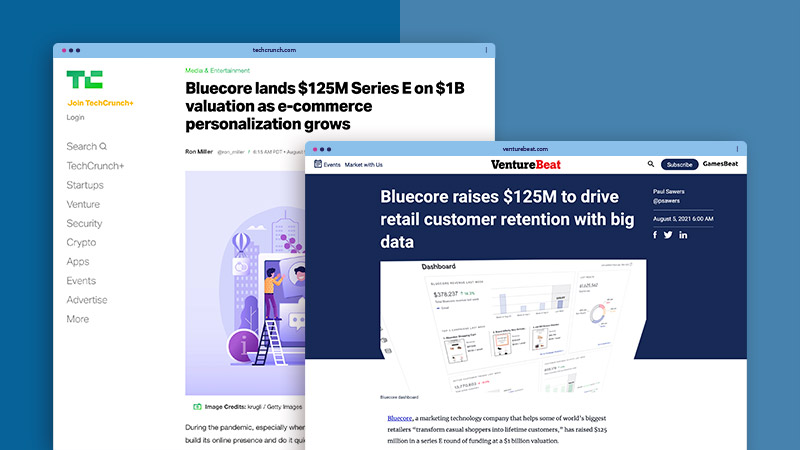 techcrunch.com
TC
Join TechCrunch+
Login
Search
TechCrunch+
Startups
Venture
Security
Crypto
Apps
Events
Advertise
More
Media & Entertainment
Bluecore lands $125M Series E on $1B
valuation as e-commerce
personalization grows
Ron Miller @ron_miller / 6:15 AM PDT • August
Image Credits: krugli / Getty Images
During the pandemic, especially when
build its online presence and do it
venturebeat.com
Events Market with Us
VentureBeat
Subscribe
GamesBeat
Bluecore raises $125M to drive
retail customer retention with big
data
Paul Sawers
@psawers
August 5, 2021 6:00 AM
Dashboard
$378,237
Bluecore dashboard
Bluecore, a marketing technology company that helps some of world's biggest
retailers "transform casual shoppers into lifetime customers," has raised $125
million in a series E round of funding at a $1 billion valuation.